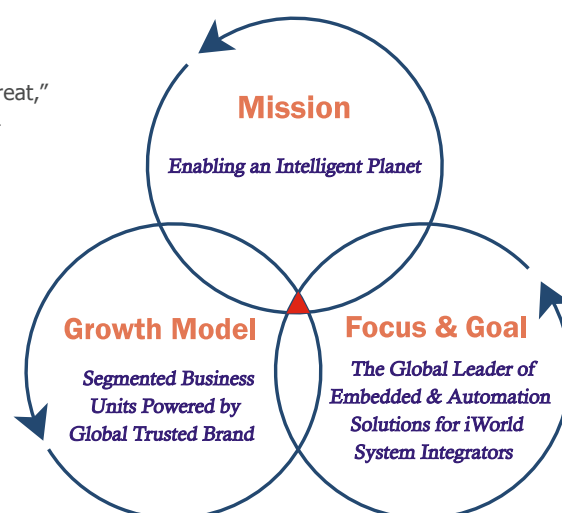 reat,”
Mission
Enabling an Intelligent Planet
Growth Model
Segmented Business
Units Powered by
Global Trusted Brand
Focus & Goal
The Global Leader of
Embedded & Automation
Solutions for iWorld
System Integrators